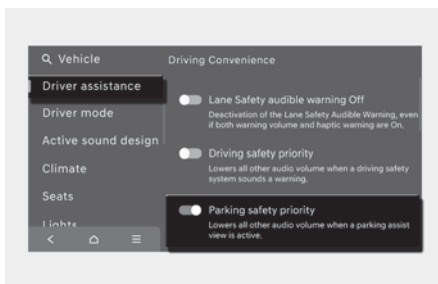 Vehicle
Driving Convenience
Driver assistance
Driver mode
Active sound design
Climate
Seats
Lights
Lane Safety audible warning Off
Deactivation of the Lane Safety Audible Warning, even
if both warning volume and haptic warning are On.
Driving safety priority
Lowers all other audio volume when a driving safety
system sounds a warning.
Parking safety priority
Lowers all other audio volume when a parking assist
view is active.